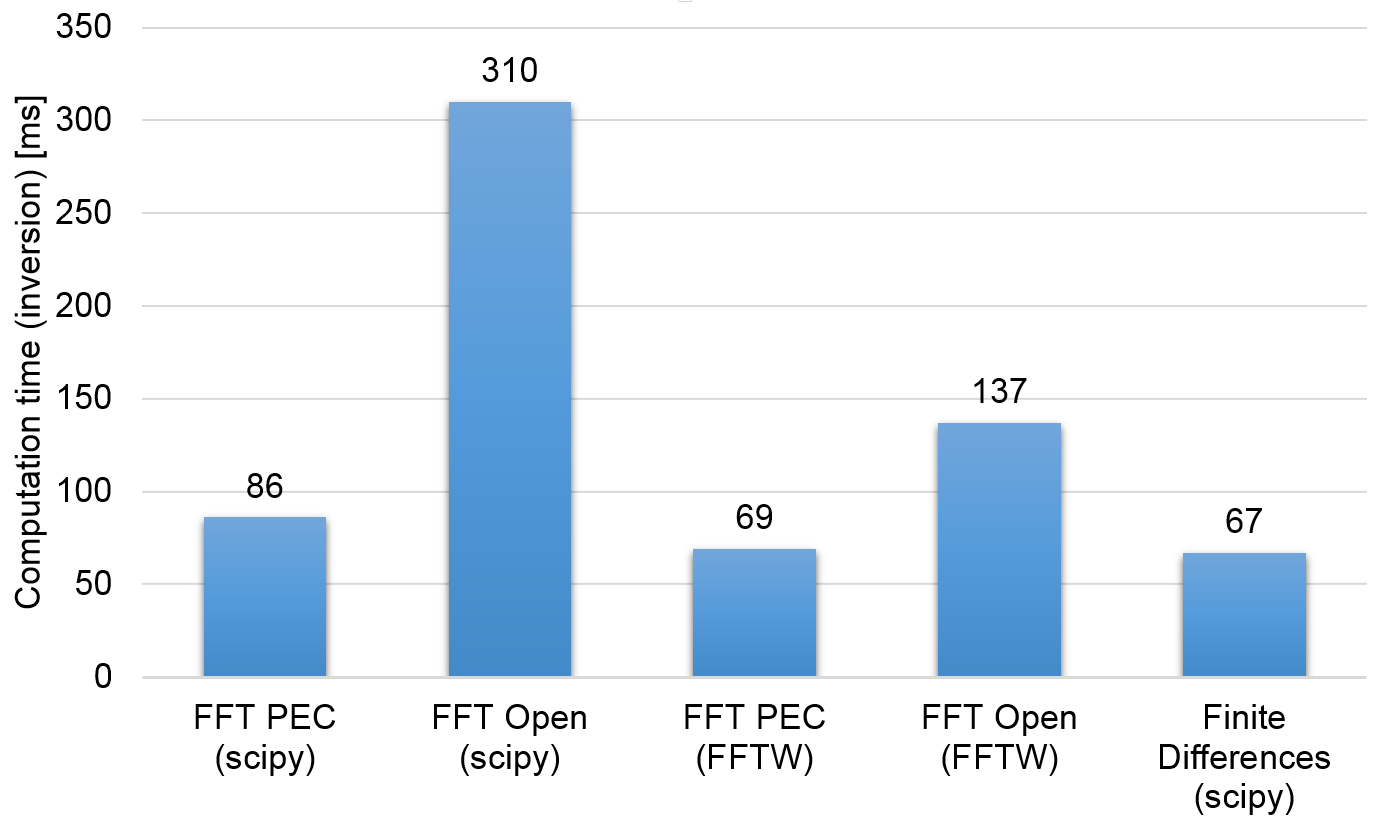 350
300
250
200
150
100
50
0
Computation time (inversion) [ms]
86
310
69
137
67
FFT PEC
(scipy)
FFT Open
(scipy)
FFT PEC
(FFTW)
FFT Open
(FFTW)
Finite
Differences
(scipy)